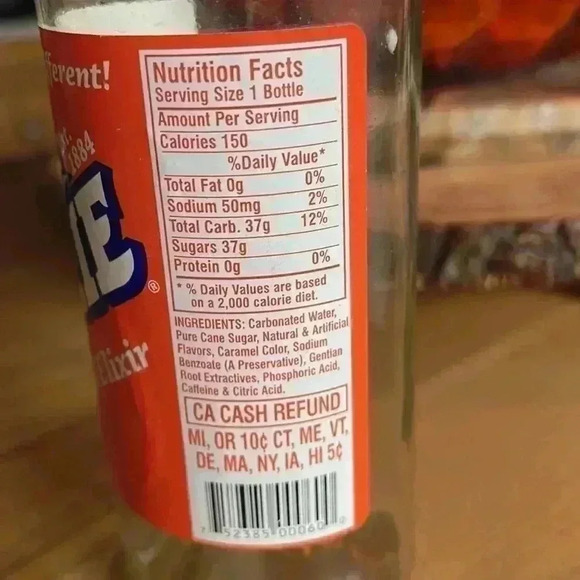 fferent!
1884
E
®
Elixir
Nutrition Facts
Serving Size 1 Bottle
Amount Per Serving
Calories 150
%Daily Value*
Total Fat 0g 0%
Sodium 50mg 2%
Total Carb. 37g 12%
Sugars 37g
Protein 0g 0%
* % Daily Values are based
on a 2,000 calorie diet.
INGREDIENTS: Carbonated Water,
Pure Cane Sugar, Natural & Artificial
Flavors, Caramel Color, Sodium
Benzoate (A Preservative), Gentian
Root Extractives, Phosphoric Acid,
Caffeine & Citric Acid.
CA CASH REFUND
MI, OR 10¢ CT, ME, VT,
DE, MA, NY, IA, HI 5¢
7 52385 00060 0